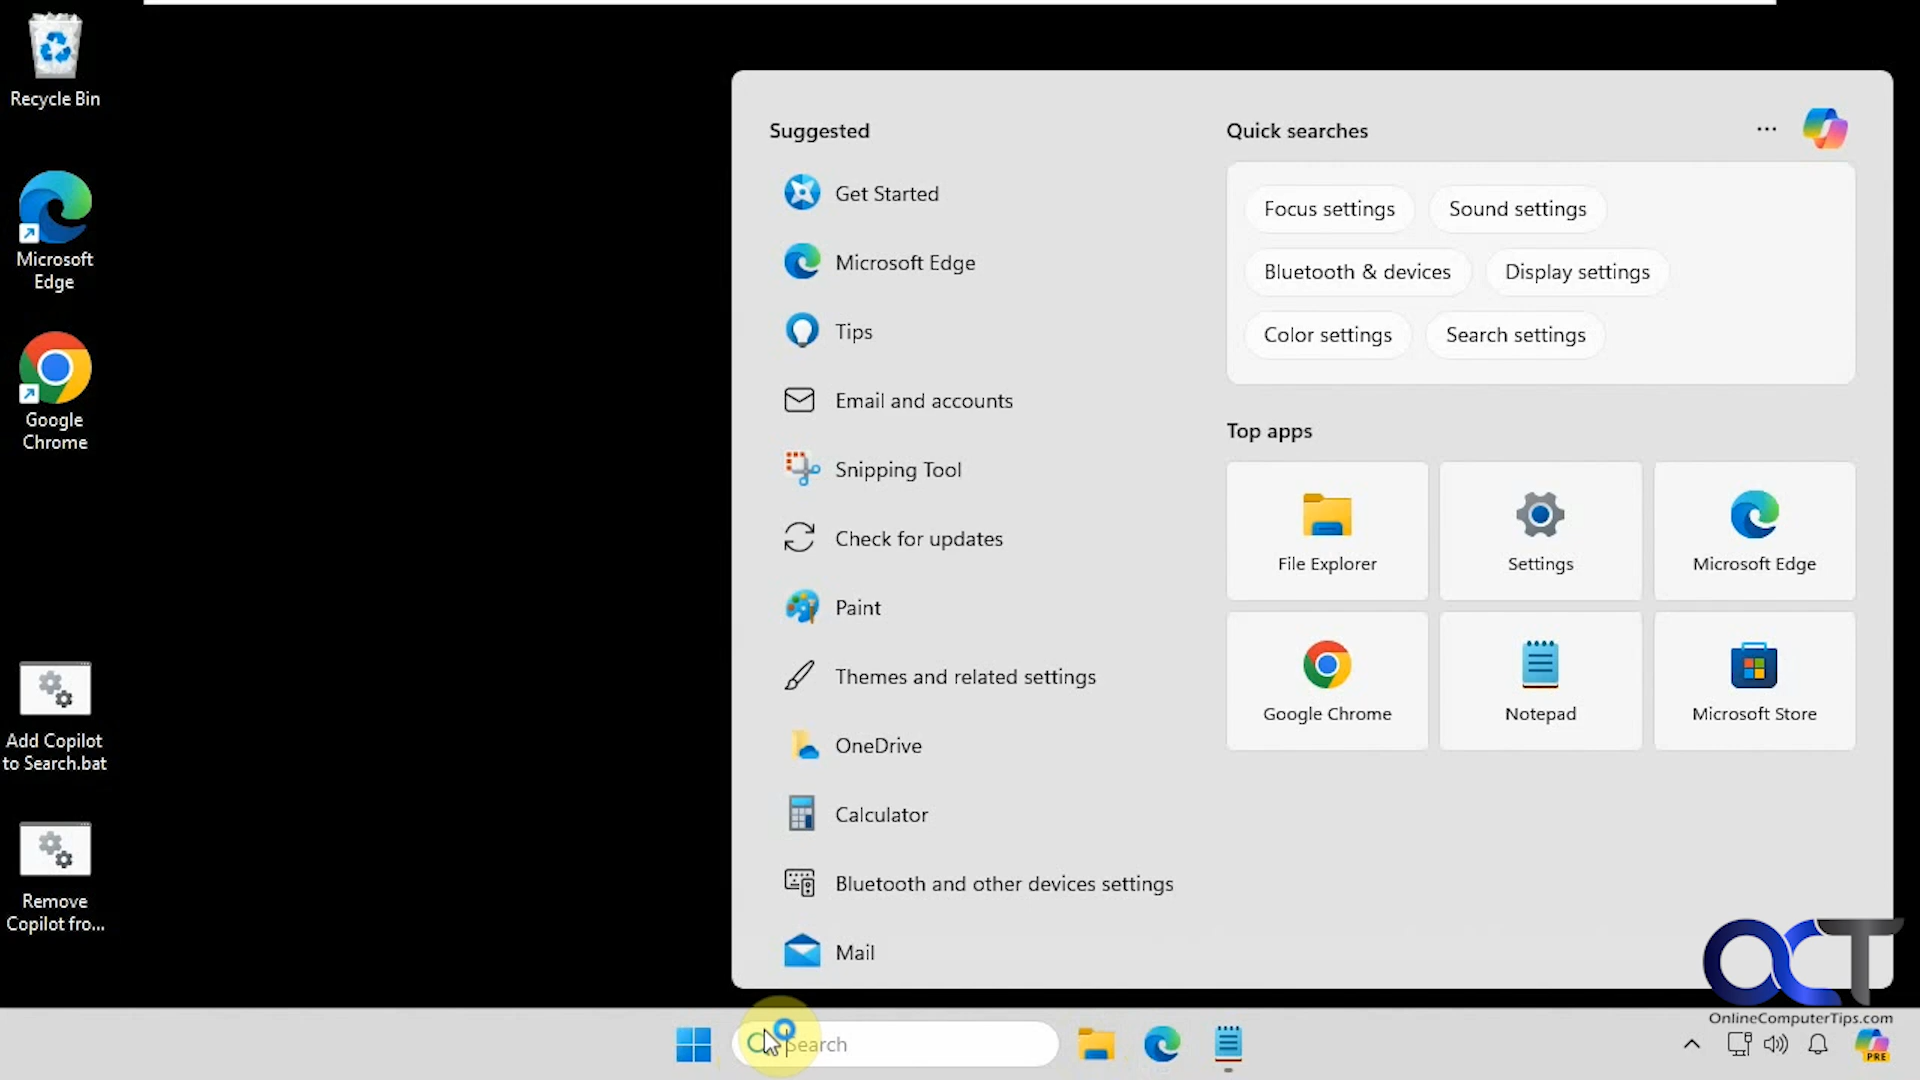 Recycle Bin
Microsoft
Edge
Google
Chrome
Add Copilot
to Search.bat
Remove
Copilot fro...
Suggested
Get Started
Microsoft Edge
Tips
Email and accounts
Snipping Tool
Check for updates
Paint
Themes and related settings
OneDrive
Calculator
Bluetooth and other devices settings
Mail
Quick searches
Focus settings
Sound settings
Bluetooth & devices
Display settings
Color settings
Search settings
Top apps
File Explorer
Settings
Microsoft Edge
Google Chrome
Notepad
Microsoft Store
OCT
OnlineComputerTips.com
Search
PRE